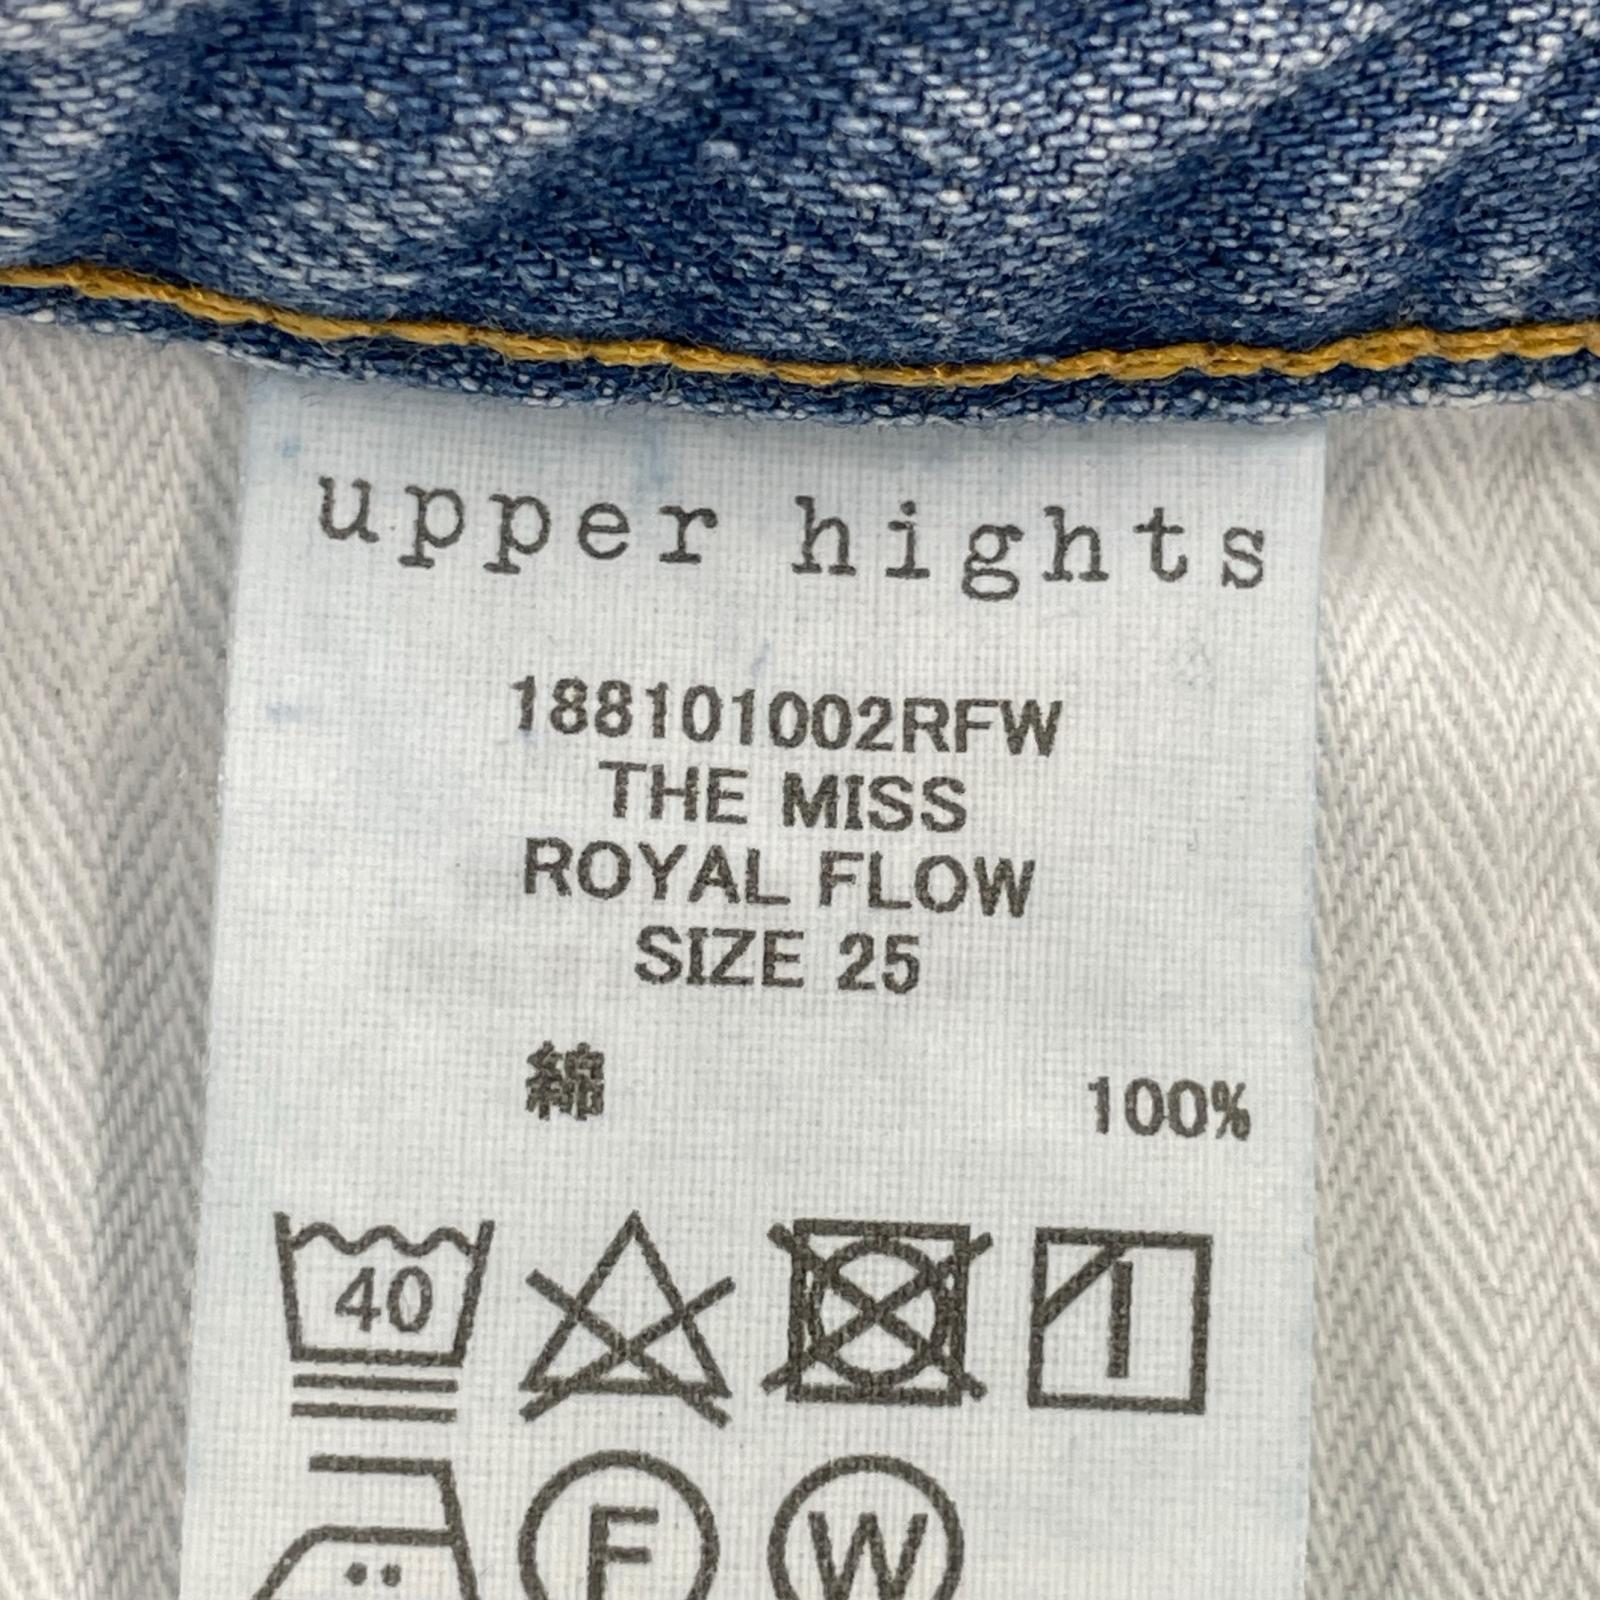 upper hights
188101002RFW
THE MISS
ROYAL FLOW
SIZE 25
綿 100%
40
F W